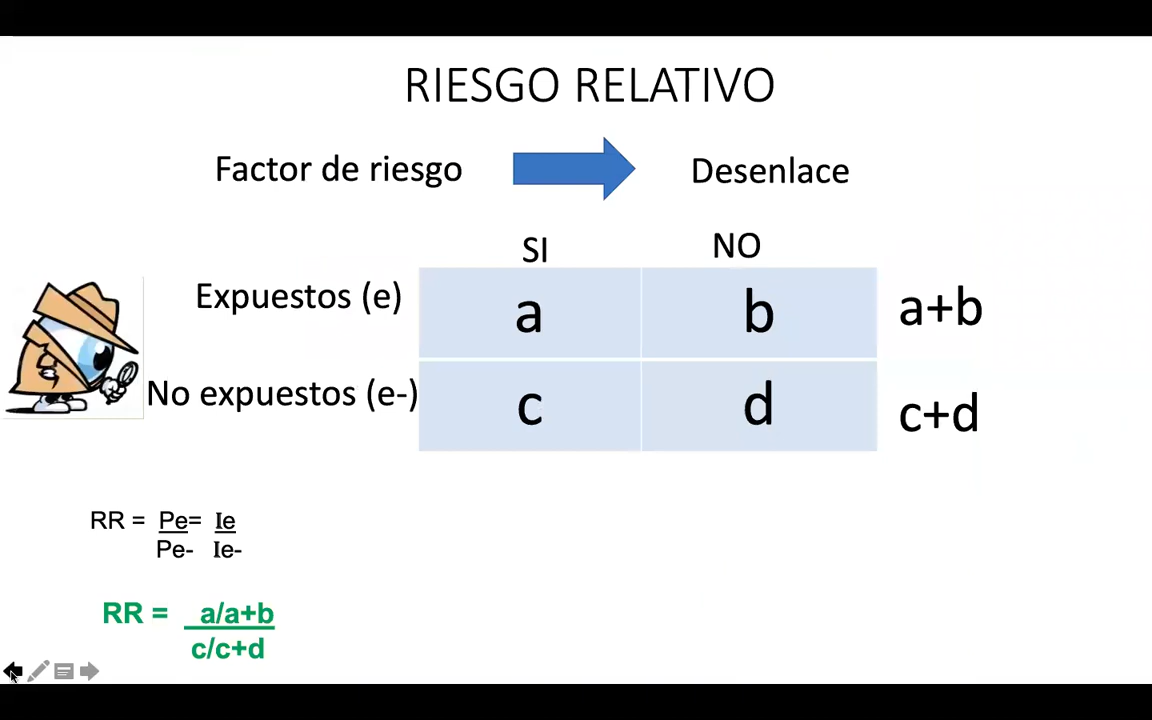 RIESGO RELATIVO
Factor de riesgo Desenlace
SI NO
Expuestos (e) a b a+b
No expuestos (e-) c d c+d
RR = Pe= Ie
Pe- Ie-
RR = a/a+b
c/c+d